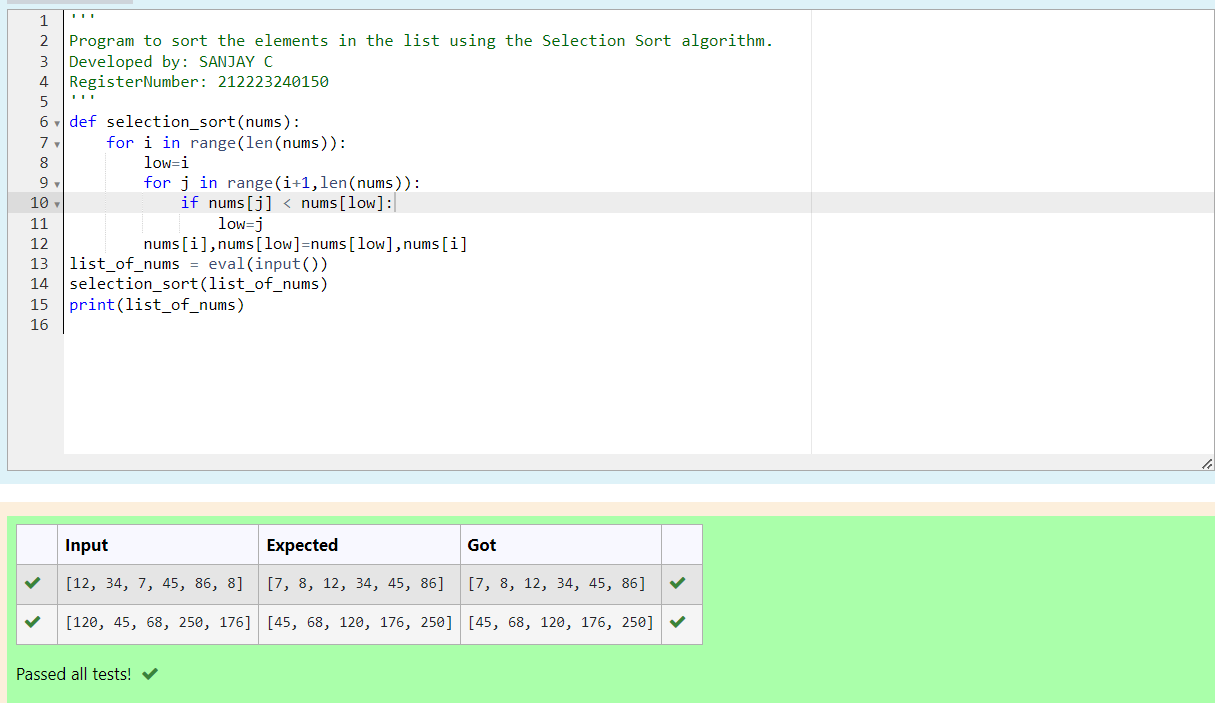 1 '''
2 Program to sort the elements in the list using the Selection Sort algorithm.
3 Developed by: SANJAY C
4 RegisterNumber: 212223240150
5 '''
6 def selection_sort(nums):
7     for i in range(len(nums)):
8         low=i
9         for j in range(i+1,len(nums)):
10             if nums[j] < nums[low]:
11                 low=j
12         nums[i],nums[low]=nums[low],nums[i]
13 list_of_nums = eval(input())
14 selection_sort(list_of_nums)
15 print(list_of_nums)
16
Input Expected Got
[12, 34, 7, 45, 86, 8] [7, 8, 12, 34, 45, 86] [7, 8, 12, 34, 45, 86]
[120, 45, 68, 250, 176] [45, 68, 120, 176, 250] [45, 68, 120, 176, 250]
Passed all tests!